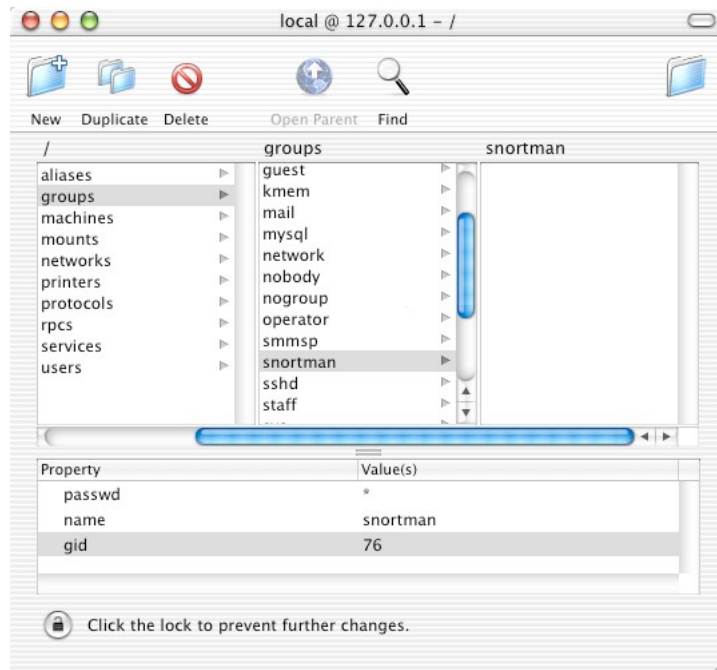 local @ 127.0.0.1 – /
New Duplicate Delete Open Parent Find
/ groups snortman
aliases
groups
machines
mounts
networks
printers
protocols
rpcs
services
users
guest
kmem
mail
mysql
network
nobody
nogroup
operator
smmsp
snortman
sshd
staff
Property Value(s)
passwd *
name snortman
gid 76
Click the lock to prevent further changes.